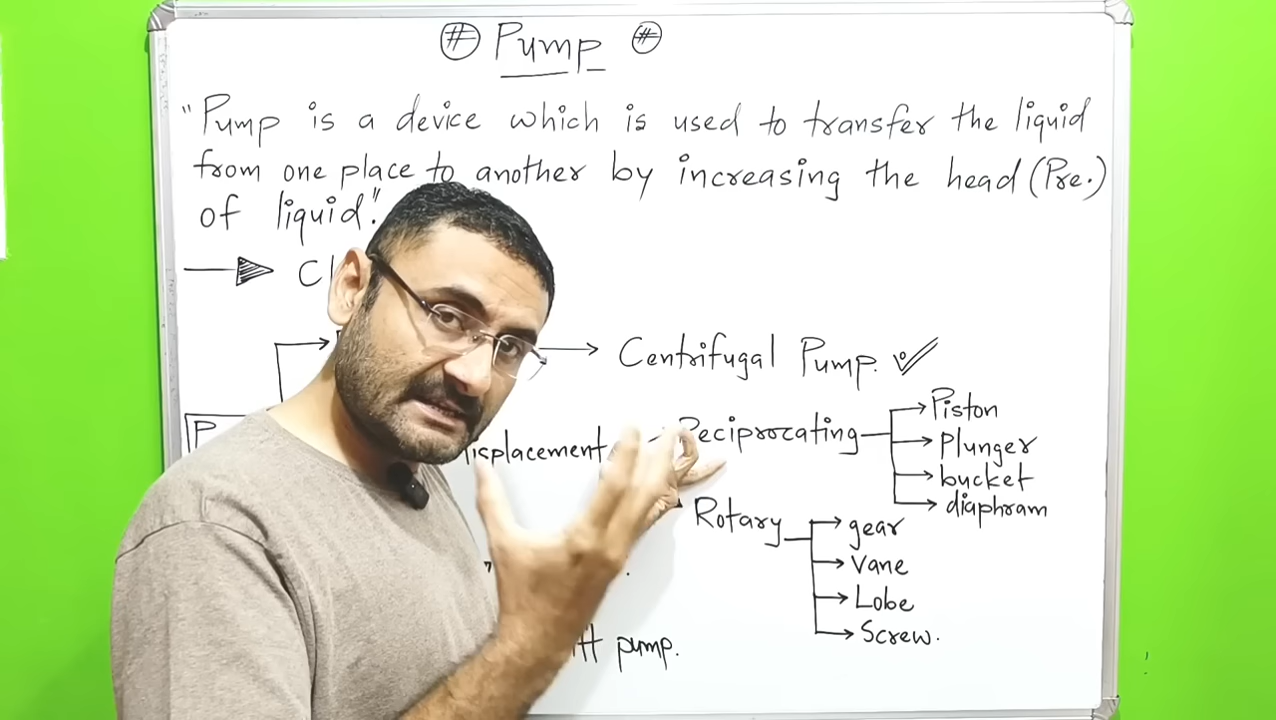 # Pump #
"Pump is a device which is used to transfer the liquid
from one place to another by increasing the head (Pre.)
of liquid."
Centrifugal Pump.
Reciprocating
Piston
Plunger
bucket
diaphram
Rotary
gear
Vane
Lobe
Screw.
pump.